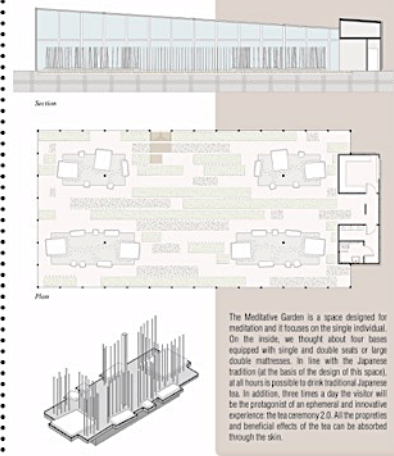 Section
Plan
The Meditative Garden is a space designed for
meditation and it focuses on the single individual.
On the inside, we thought about four bases
equipped with single and double seats or large
double mattresses. In line with the Japanese
tradition (at the basis of the design of this space),
at all hours is possible to drink traditional Japanese
tea. In addition, three times a day the visitor will
be the protagonist of an ephemeral and innovative
experience: the tea ceremony 2.0. All the propreties
and beneficial effects of the tea can be absorbed
through the skin.